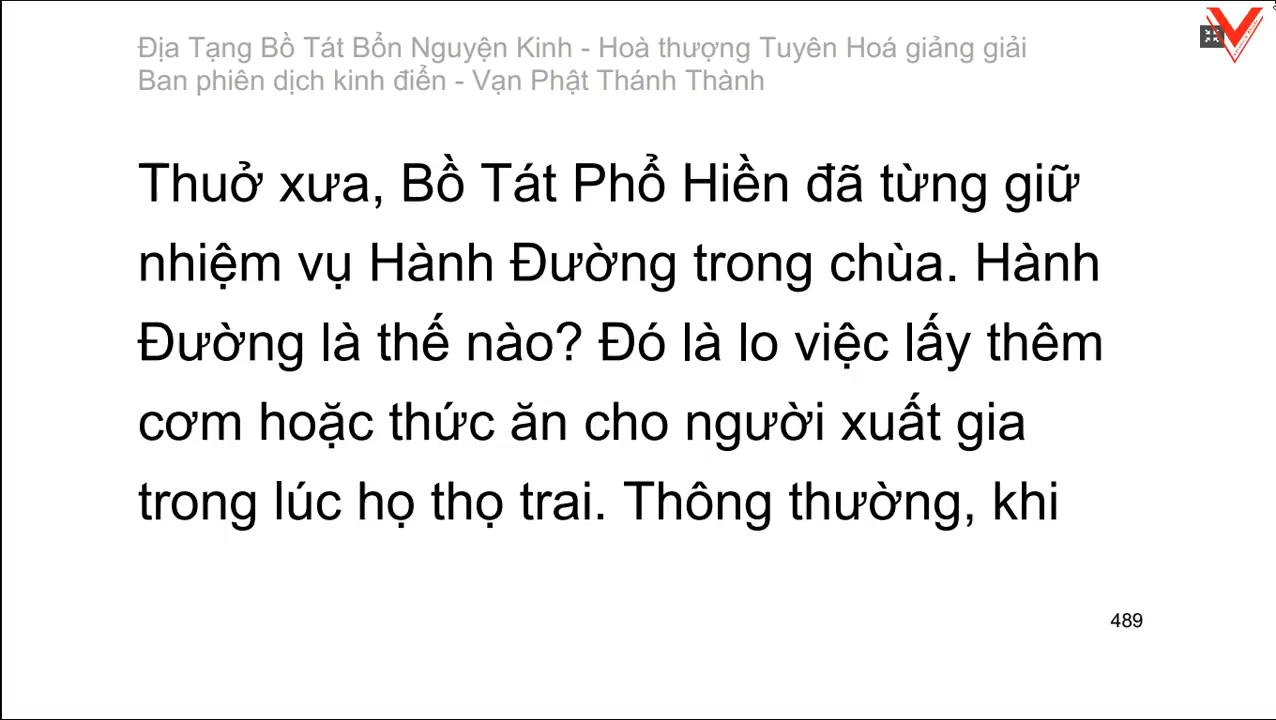 Địa Tạng Bồ Tát Bổn Nguyện Kinh - Hoà thượng Tuyên Hoá giảng giải
Ban phiên dịch kinh điển - Vạn Phật Thánh Thành
Thuở xưa, Bồ Tát Phổ Hiền đã từng giữ
nhiệm vụ Hành Đường trong chùa. Hành
Đường là thế nào? Đó là lo việc lấy thêm
cơm hoặc thức ăn cho người xuất gia
trong lúc họ thọ trai. Thông thường, khi
489